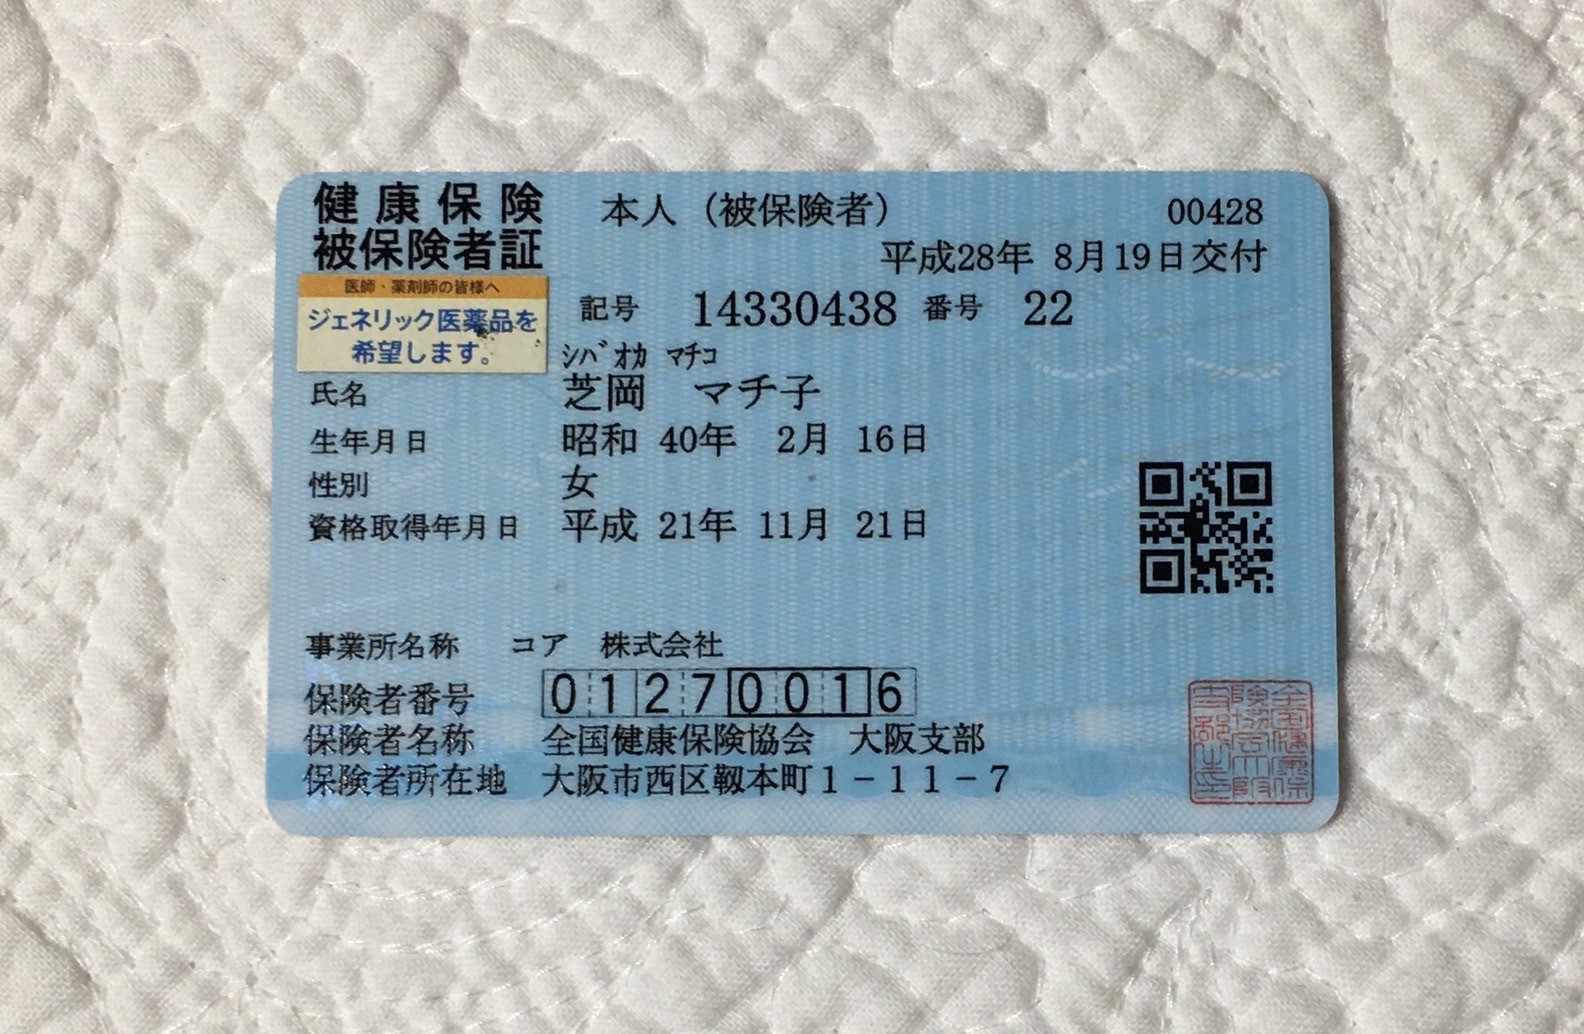 健康保険
被保険者証
本人（被保険者）
00428
平成28年 8月19日交付
医師・薬剤師の皆様へ
ジェネリック医薬品を
希望します。
記号 14330438 番号 22
ｼﾊﾞｵｶ ﾏﾁｺ
氏名 芝岡 マチ子
生年月日 昭和 40年 2月 16日
性別 女
資格取得年月日 平成 21年 11月 21日
事業所名称 コア 株式会社
保険者番号 01270016
保険者名称 全国健康保険協会 大阪支部
保険者所在地 大阪市西区靱本町１－１１－７